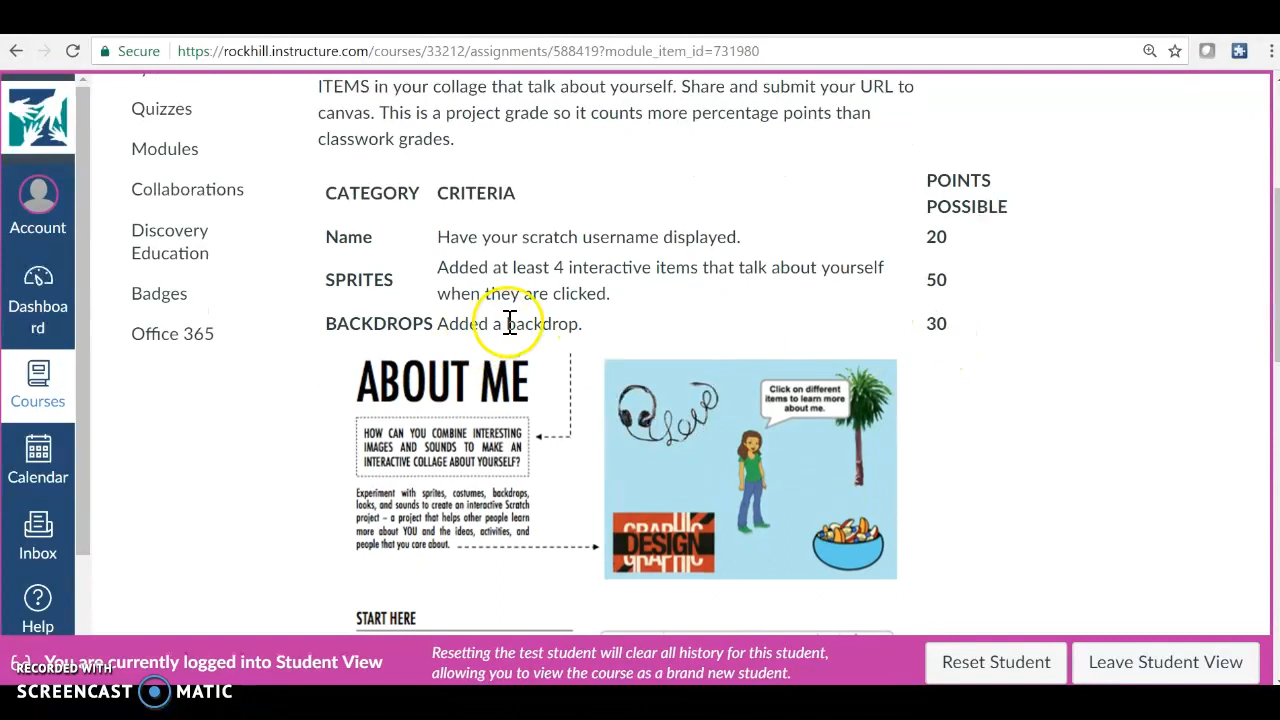 Secure
https://rockhill.instructure.com/courses/33212/assignments/588419?module_item_id=731980
Account
Dashboa
rd
Courses
Calendar
Inbox
Help
Quizzes
Modules
Collaborations
Discovery
Education
Badges
Office 365
ITEMS in your collage that talk about yourself. Share and submit your URL to
canvas. This is a project grade so it counts more percentage points than
classwork grades.
CATEGORY CRITERIA POINTS
POSSIBLE
Name Have your scratch username displayed. 20
SPRITES Added at least 4 interactive items that talk about yourself
when they are clicked. 50
BACKDROPS Added a backdrop. 30
ABOUT ME
HOW CAN YOU COMBINE INTERESTING
IMAGES AND SOUNDS TO MAKE AN
INTERACTIVE COLLAGE ABOUT YOURSELF?
Experiment with sprites, costumes, backdrops,
looks, and sounds to create an interactive Scratch
project – a project that helps other people learn
more about YOU and the ideas, activities, and
people that you care about.
Love
Click on different
items to learn more
about me.
GRAPHIC
DESIGN
GRAPHIC
START HERE
You are currently logged into Student View
Resetting the test student will clear all history for this student,
allowing you to view the course as a brand new student.
Reset Student
Leave Student View
RECORDED WITH
SCREENCAST MATIC